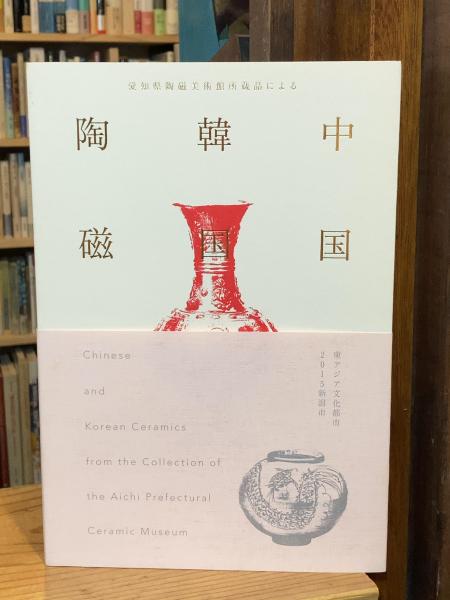 愛知県陶磁美術館所蔵品による
中国
韓国
陶磁
Chinese
and
Korean Ceramics
from the Collection of
the Aichi Prefectural
Ceramic Museum
東アジア文化都市
2015新潟市